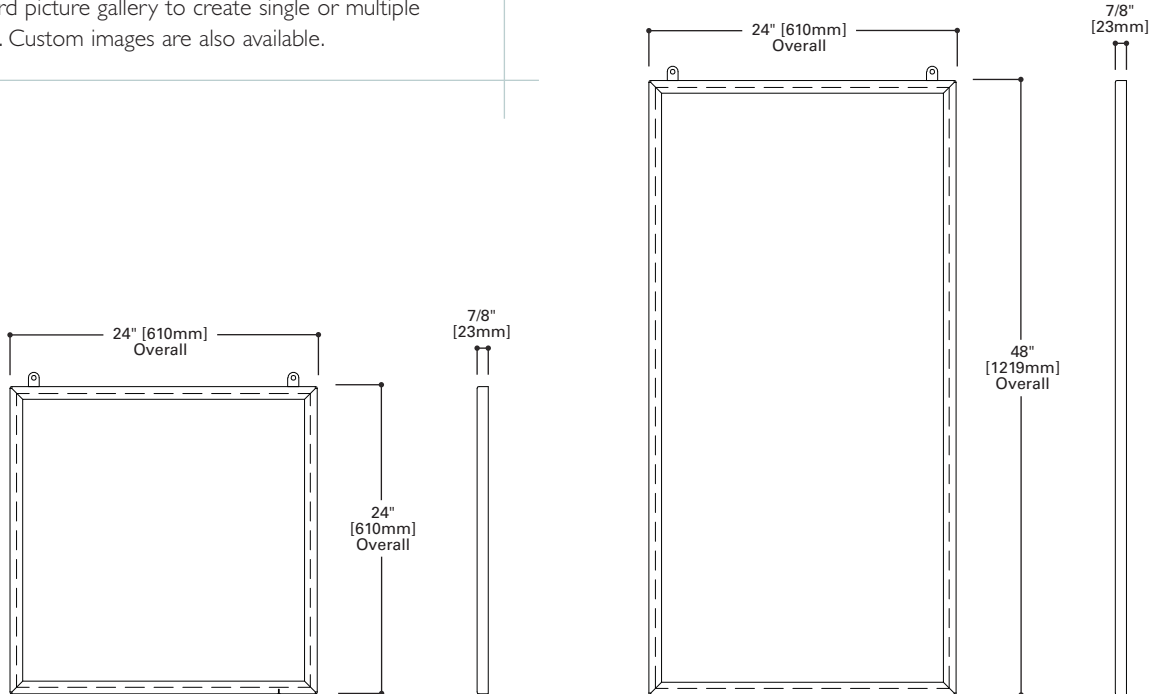 picture gallery to create single or multiple
. Custom images are also available.
24" [610mm]
Overall
7/8"
[23mm]
24"
[610mm]
Overall
24" [610mm]
Overall
7/8"
[23mm]
48"
[1219mm]
Overall